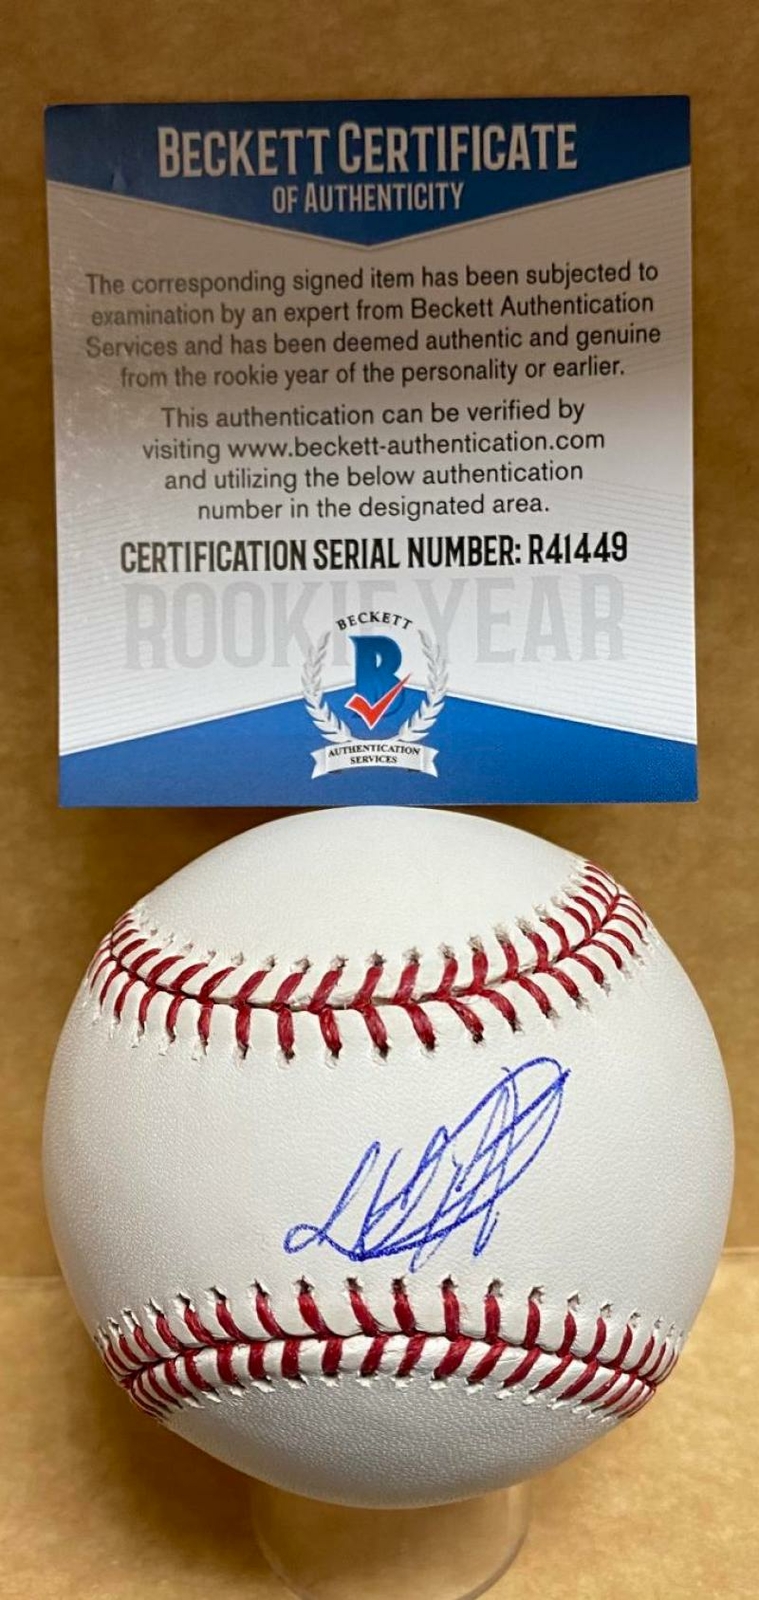 BECKETT CERTIFICATE
OF AUTHENTICITY
The corresponding signed item has been subjected to
examination by an expert from Beckett Authentication
Services and has been deemed authentic and genuine
from the rookie year of the personality or earlier.
This authentication can be verified by
visiting www.beckett-authentication.com
and utilizing the below authentication
number in the designated area.
CERTIFICATION SERIAL NUMBER: R41449
ROOKIE YEAR
BECKETT
B
AUTHENTICATION
SERVICES